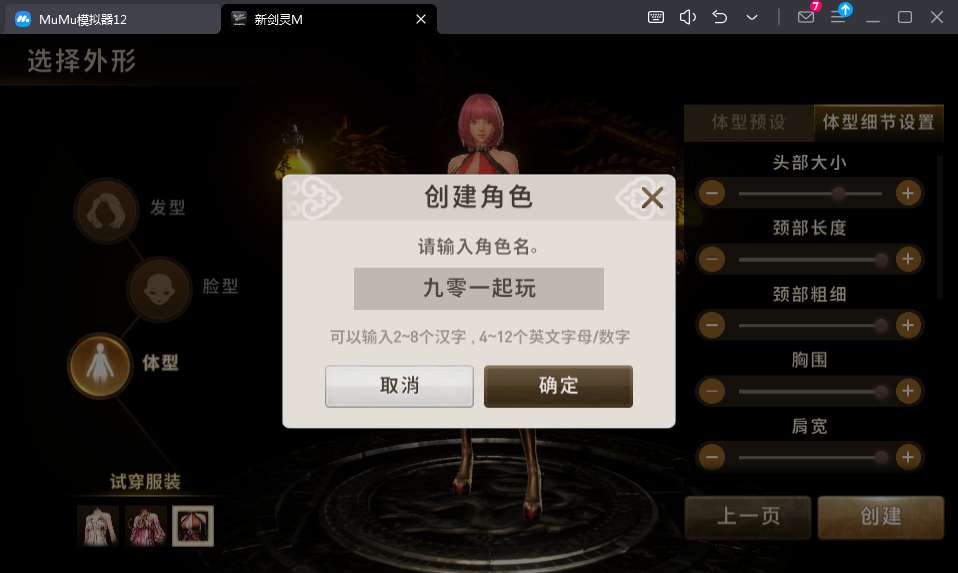 MuMu模拟器12
新剑灵M
7
选择外形
体型预设
体型细节设置
头部大小
发型
创建角色
颈部长度
请输入角色名。
脸型
九零一起玩
颈部粗细
可以输入2~8个汉字 , 4~12个英文字母/数字
体型
胸围
取消
确定
肩宽
试穿服装
上一页
创建